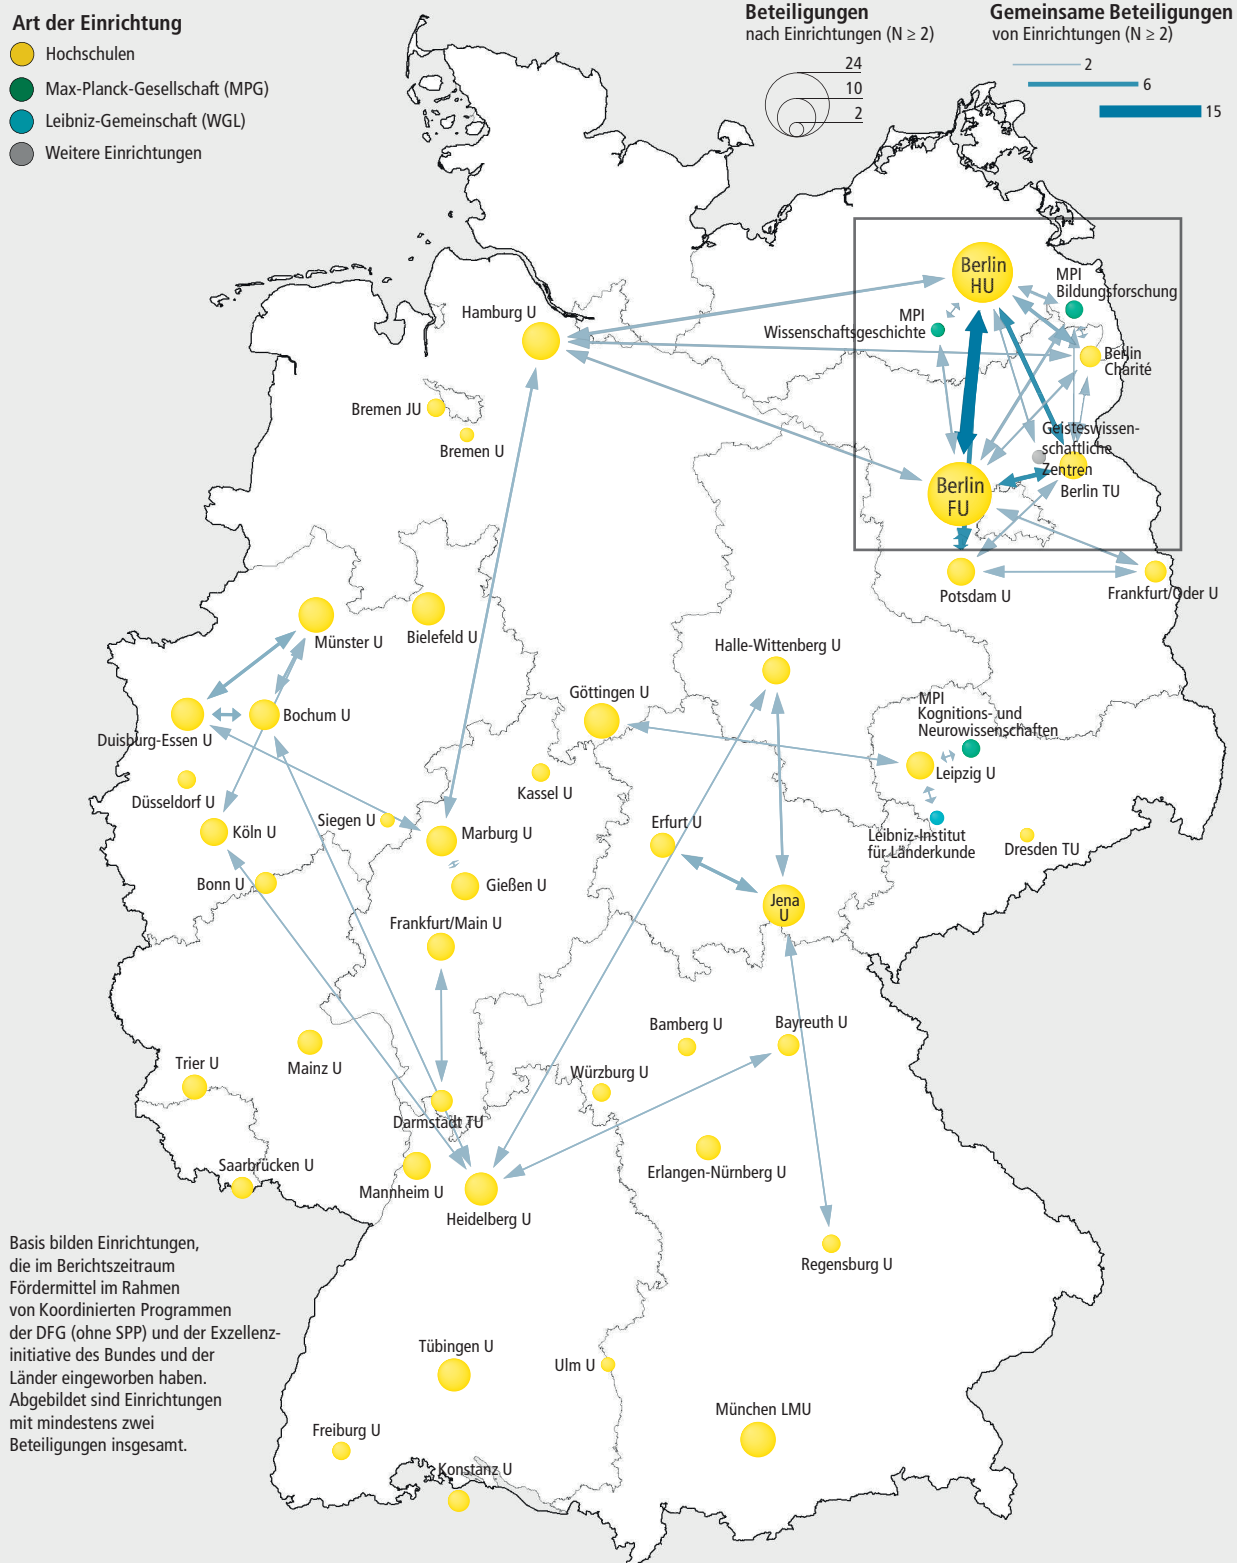 Art der Einrichtung
Hochschulen
Max-Planck-Gesellschaft (MPG)
Leibniz-Gemeinschaft (WGL)
Weitere Einrichtungen
Beteiligungen
nach Einrichtungen (N ≥ 2)
24
10
2
Gemeinsame Beteiligungen
von Einrichtungen (N ≥ 2)
2
6
15
Berlin
HU
MPI
Bildungsforschung
MPI
Wissenschaftsgeschichte
Hamburg U
Berlin
Charité
Bremen JU
Bremen U
Geisteswissen-
schaftliche
Zentren
Berlin TU
Berlin
FU
Potsdam U
Frankfurt/Oder U
Münster U
Bielefeld U
Halle-Wittenberg U
Göttingen U
Bochum U
Duisburg-Essen U
MPI
Kognitions- und
Neurowissenschaften
Leipzig U
Düsseldorf U
Kassel U
Köln U
Siegen U
Marburg U
Erfurt U
Leibniz-Institut
für Länderkunde
Dresden TU
Bonn U
Gießen U
Jena
U
Frankfurt/Main U
Bamberg U
Bayreuth U
Trier U
Mainz U
Würzburg U
Darmstadt TU
Saarbrücken U
Mannheim U
Erlangen-Nürnberg U
Heidelberg U
Regensburg U
Basis bilden Einrichtungen,
die im Berichtszeitraum
Fördermittel im Rahmen
von Koordinierten Programmen
der DFG (ohne SPP) und der Exzellenz-
initiative des Bundes und der
Länder eingeworben haben.
Abgebildet sind Einrichtungen
mit mindestens zwei
Beteiligungen insgesamt.
Tübingen U
Ulm U
München LMU
Freiburg U
Konstanz U